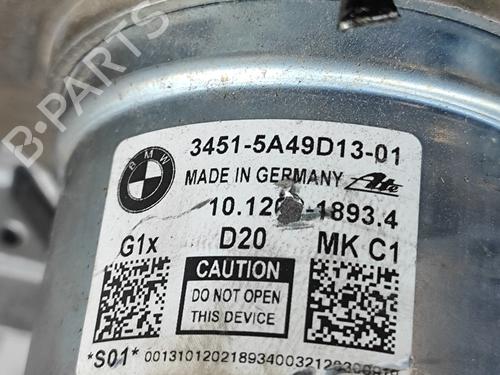 B-PARTS
BMW
3451-5A49D13-01
MADE IN GERMANY Ate
G1x D20 MK C1
CAUTION
DO NOT OPEN
THIS DEVICE
*S01*